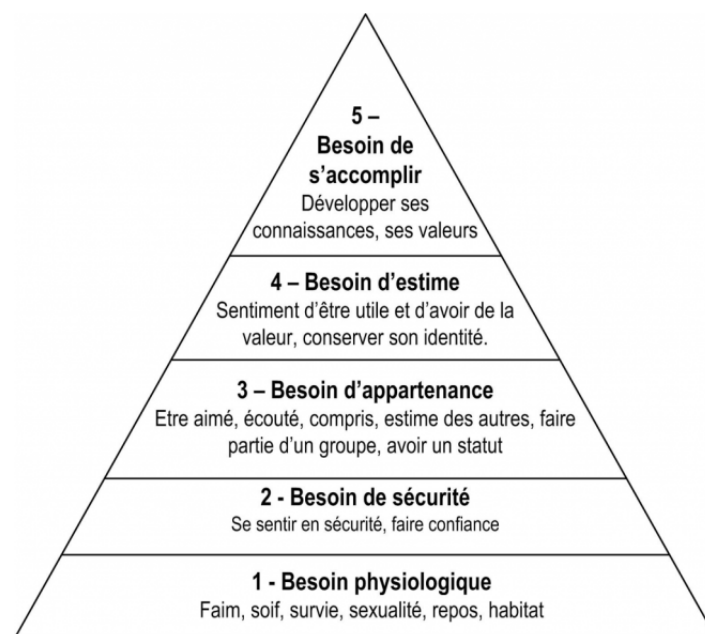 5 –
Besoin de
s’accomplir
Développer ses
connaissances, ses valeurs
4 – Besoin d’estime
Sentiment d’être utile et d’avoir de la
valeur, conserver son identité.
3 – Besoin d’appartenance
Etre aimé, écouté, compris, estime des autres, faire
partie d’un groupe, avoir un statut
2 - Besoin de sécurité
Se sentir en sécurité, faire confiance
1 - Besoin physiologique
Faim, soif, survie, sexualité, repos, habitat